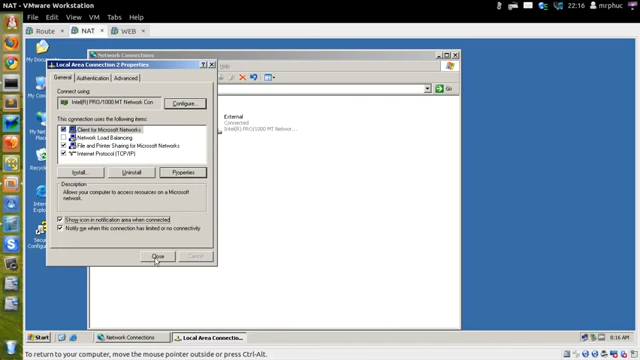 NAT - VMware Workstation
22:16 mrphuc
File Edit View VM Tabs Help
Route × NAT × WEB ×
My Doc
Network Connections
Local Area Connection 2 Properties
Help
General Authentication Advanced
Connect using:
Intel(R) PRO/1000 MT Network Con
Configure...
This connection uses the following items:
Client for Microsoft Networks
Network Load Balancing
File and Printer Sharing for Microsoft Networks
Internet Protocol (TCP/IP)
Install...
Uninstall
Properties
Description
Allows your computer to access resources on a Microsoft
network.
Show icon in notification area when connected
Notify me when this connection has limited or no connectivity
Close
Cancel
Go
External
Connected
Intel(R) PRO/1000 MT Networ...
Start
Network Connections
Local Area Connectio...
8:16 AM
To return to your computer, move the mouse pointer outside or press Ctrl-Alt.